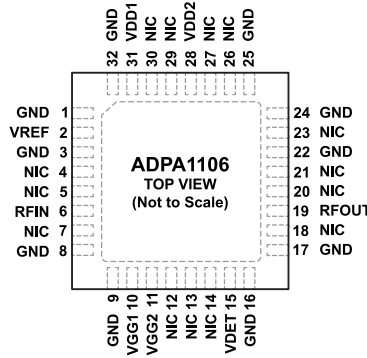 32 GND
31 VDD1
30 NIC
29 NIC
28 VDD2
27 NIC
26 NIC
25 GND
GND 1
VREF 2
GND 3
NIC 4
NIC 5
RFIN 6
NIC 7
GND 8
ADPA1106
TOP VIEW
(Not to Scale)
24 GND
23 NIC
22 GND
21 NIC
20 NIC
19 RFOUT
18 NIC
17 GND
GND 9
VGG1 10
VGG2 11
NIC 12
NIC 13
NIC 14
VDET 15
GND 16